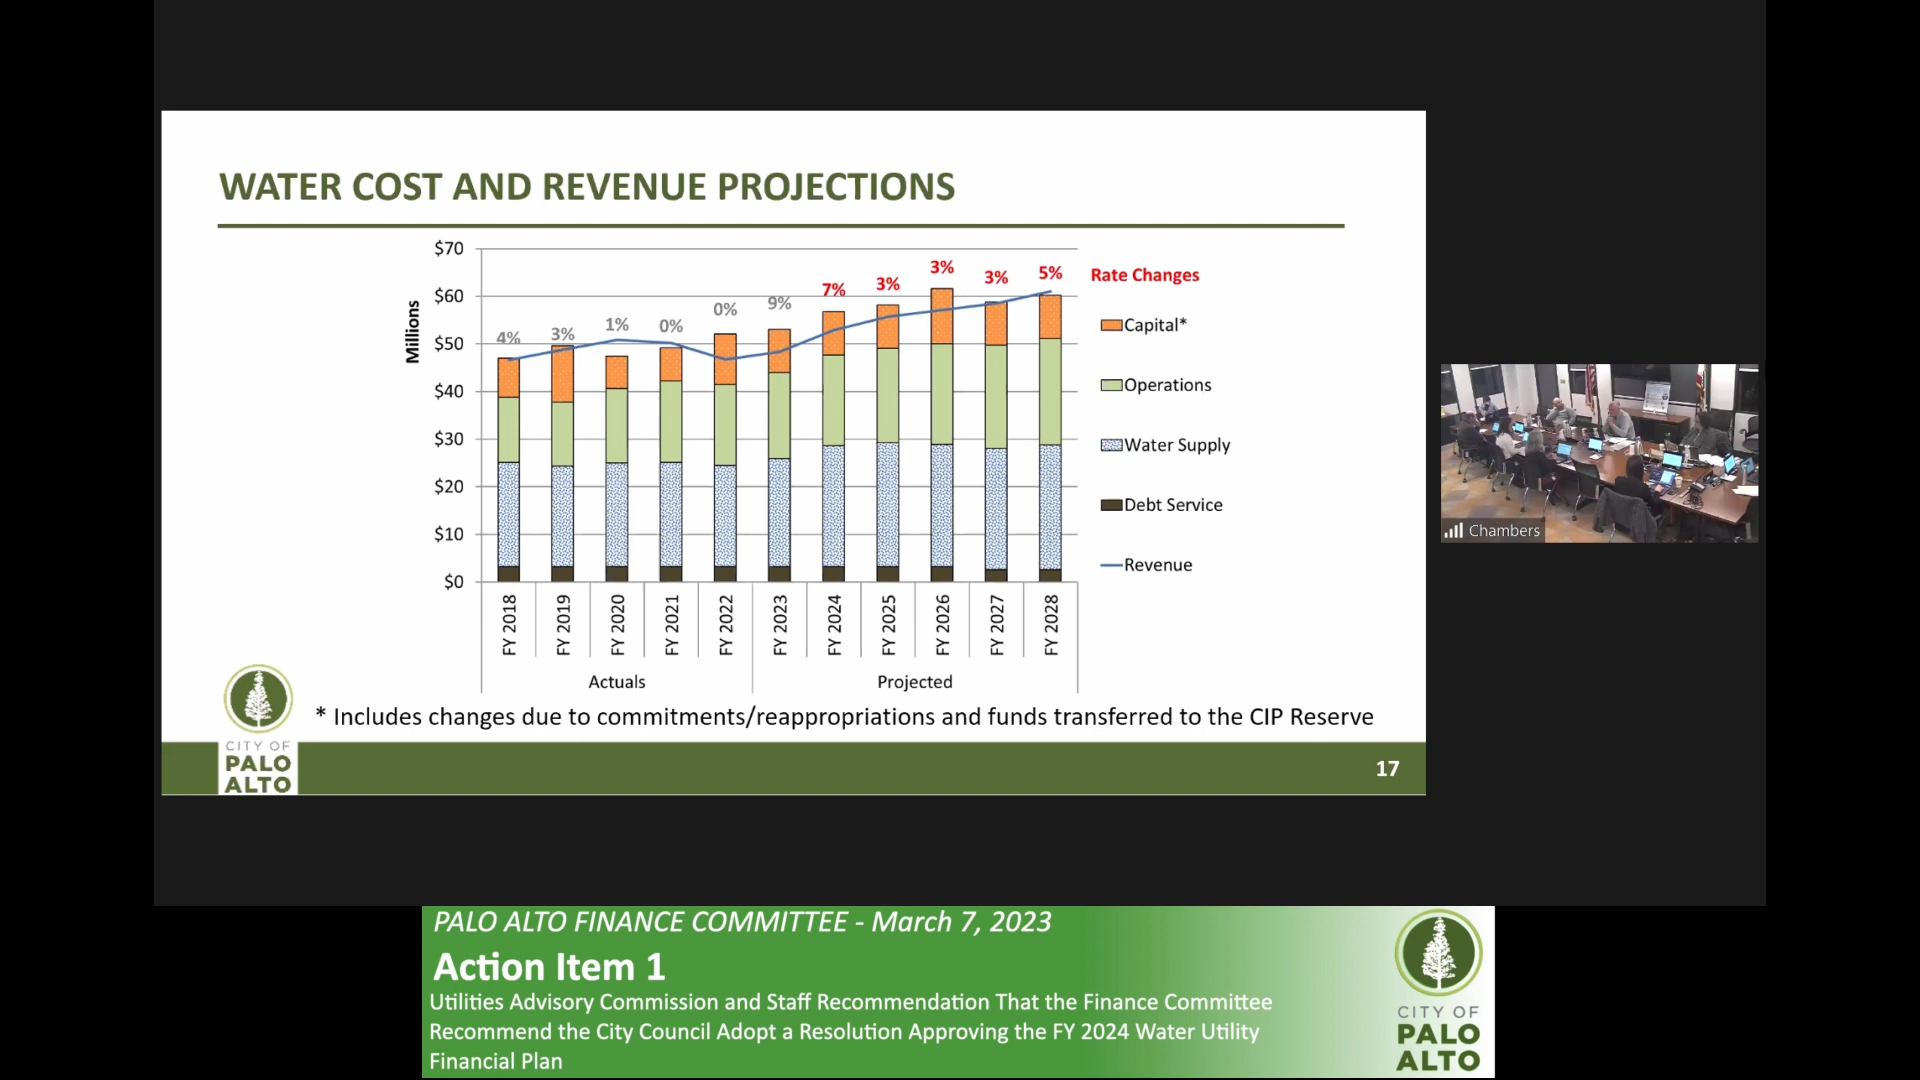 WATER COST AND REVENUE PROJECTIONS
Millions
$70
$60
$50
$40
$30
$20
$10
$0
4%
3%
1%
0%
0%
9%
7%
3%
3%
3%
5%
Rate Changes
Capital*
Operations
Water Supply
Debt Service
Revenue
FY 2018
FY 2019
FY 2020
FY 2021
FY 2022
FY 2023
FY 2024
FY 2025
FY 2026
FY 2027
FY 2028
Actuals
Projected
* Includes changes due to commitments/reappropriations and funds transferred to the CIP Reserve
CITY OF
PALO
ALTO
17
Chambers
PALO ALTO FINANCE COMMITTEE - March 7, 2023
Action Item 1
Utilities Advisory Commission and Staff Recommendation That the Finance Committee
Recommend the City Council Adopt a Resolution Approving the FY 2024 Water Utility
Financial Plan
CITY OF
PALO
ALTO